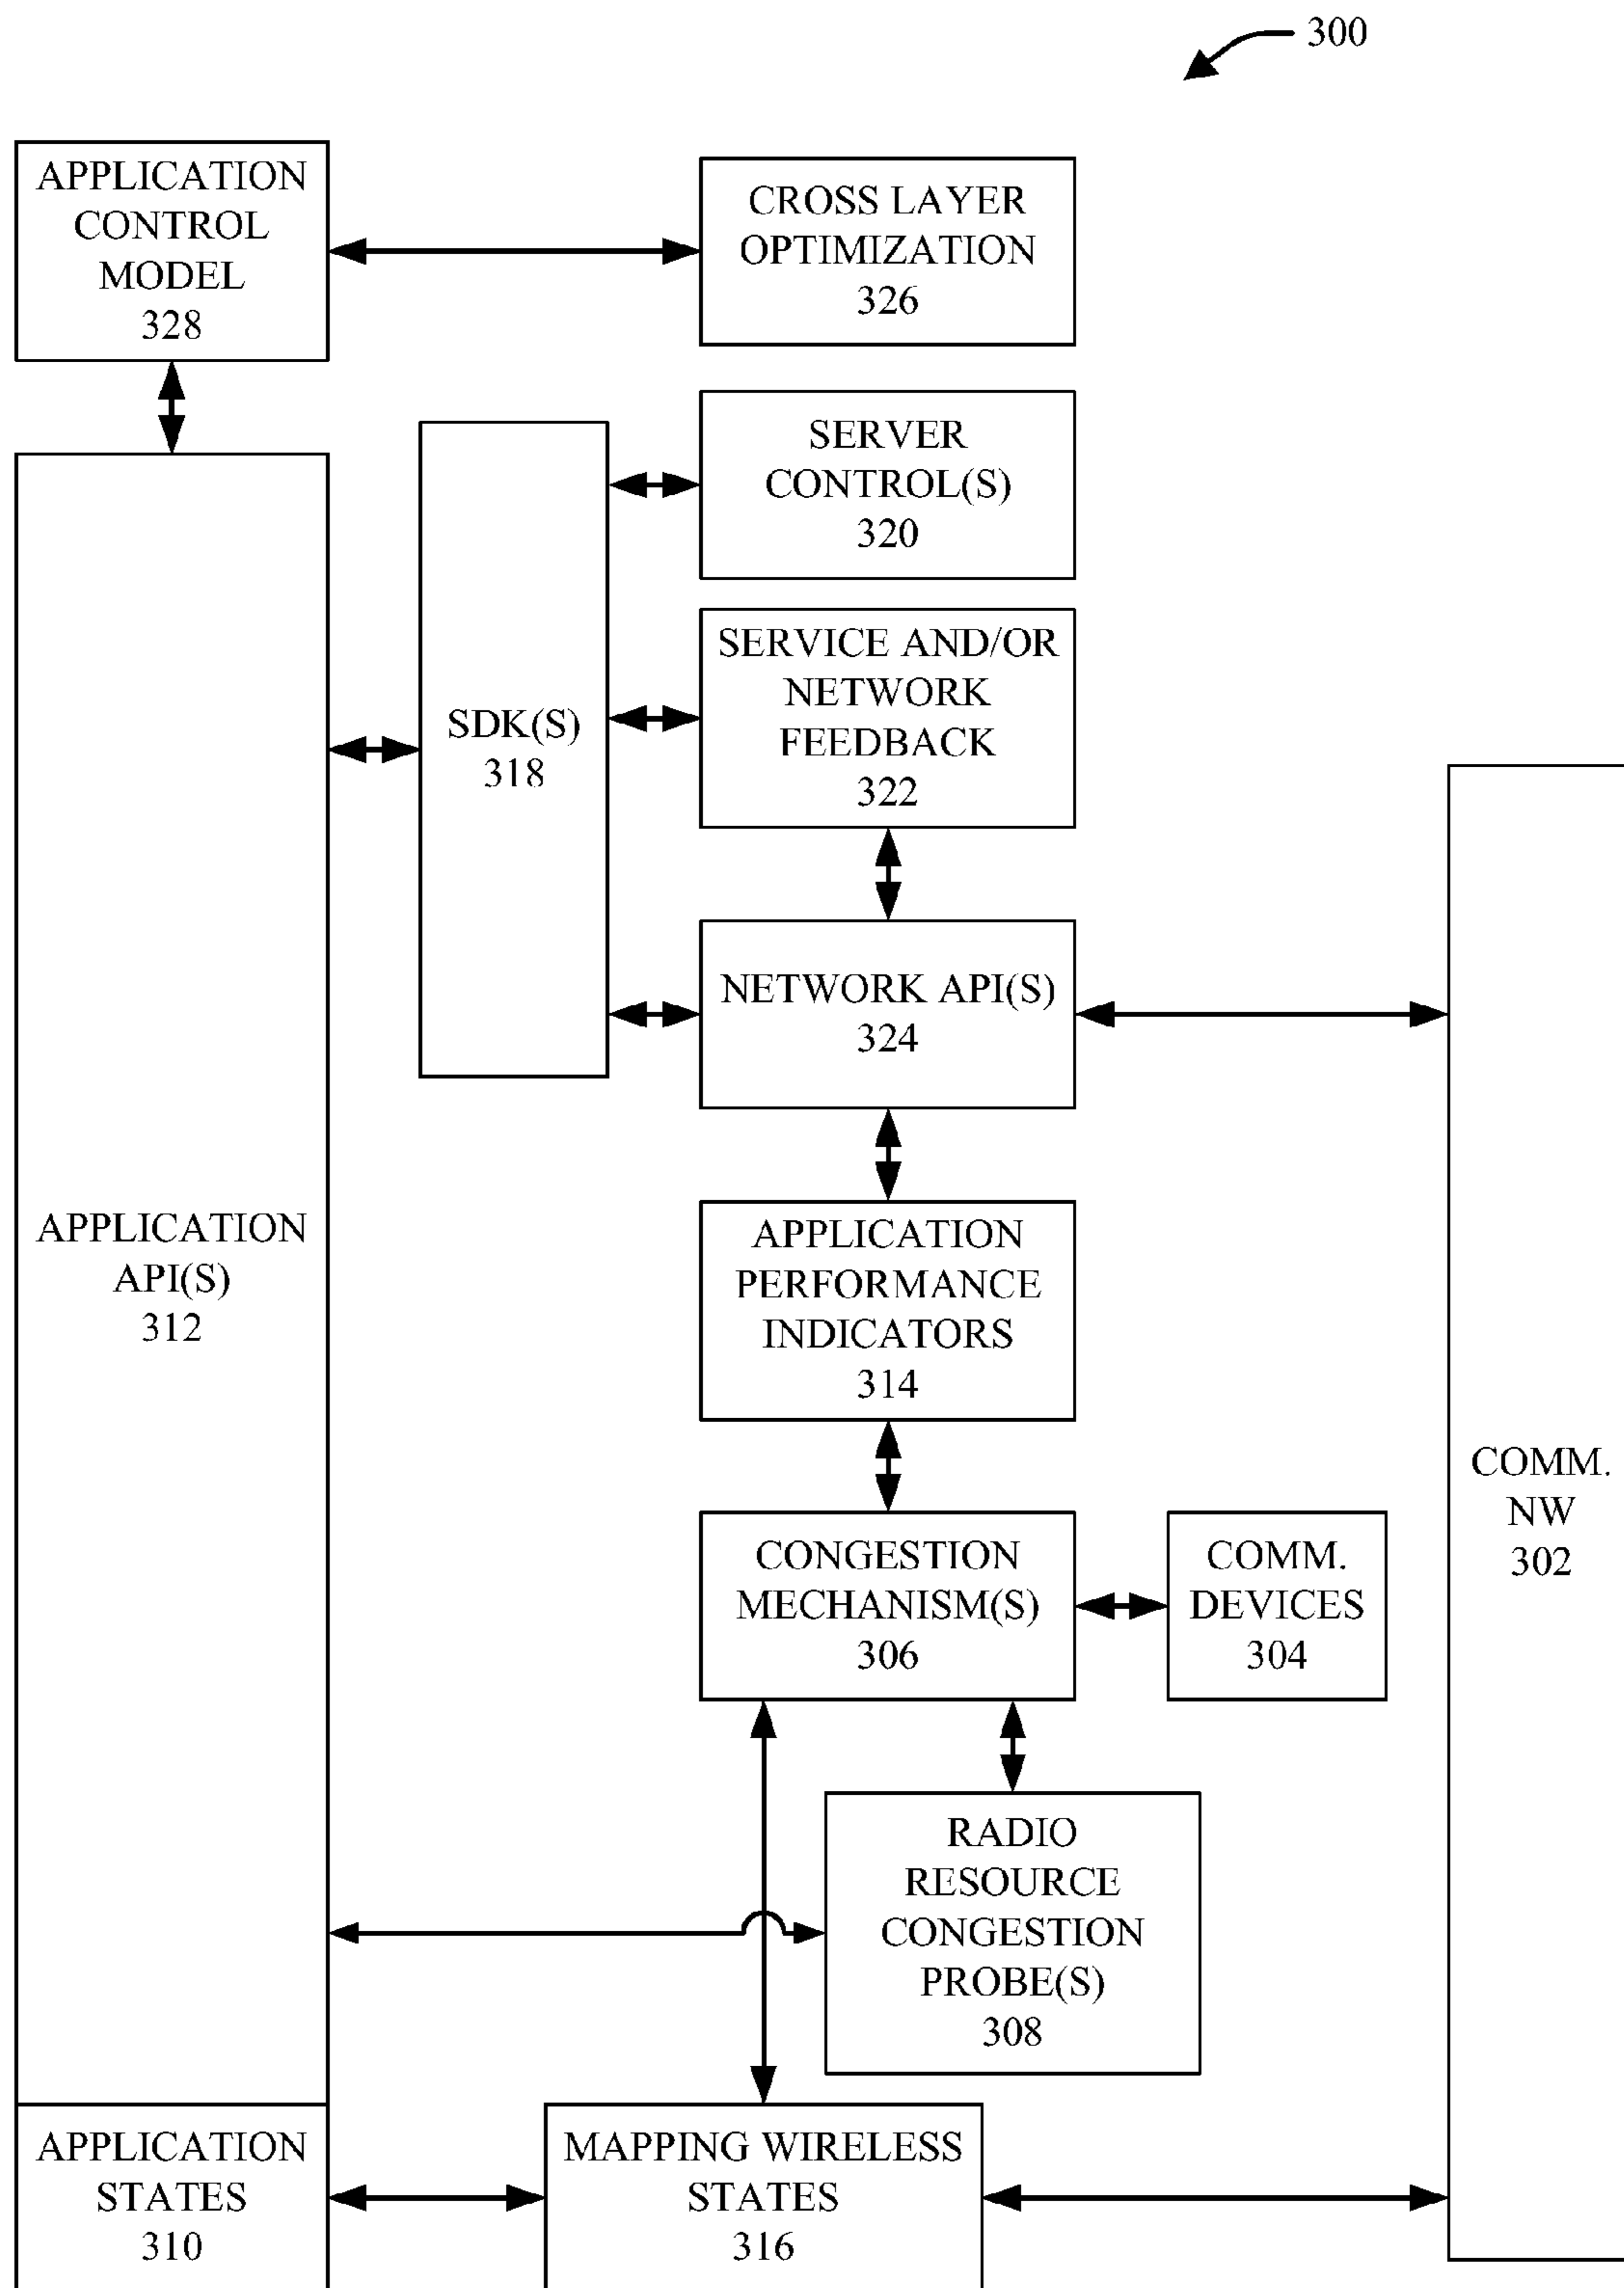 300
APPLICATION
CONTROL
MODEL
328
CROSS LAYER
OPTIMIZATION
326
SERVER
CONTROL(S)
320
SERVICE AND/OR
NETWORK
FEEDBACK
322
SDK(S)
318
NETWORK API(S)
324
APPLICATION
API(S)
312
APPLICATION
PERFORMANCE
INDICATORS
314
COMM.
NW
302
CONGESTION
MECHANISM(S)
306
COMM.
DEVICES
304
RADIO
RESOURCE
CONGESTION
PROBE(S)
308
APPLICATION
STATES
310
MAPPING WIRELESS
STATES
316